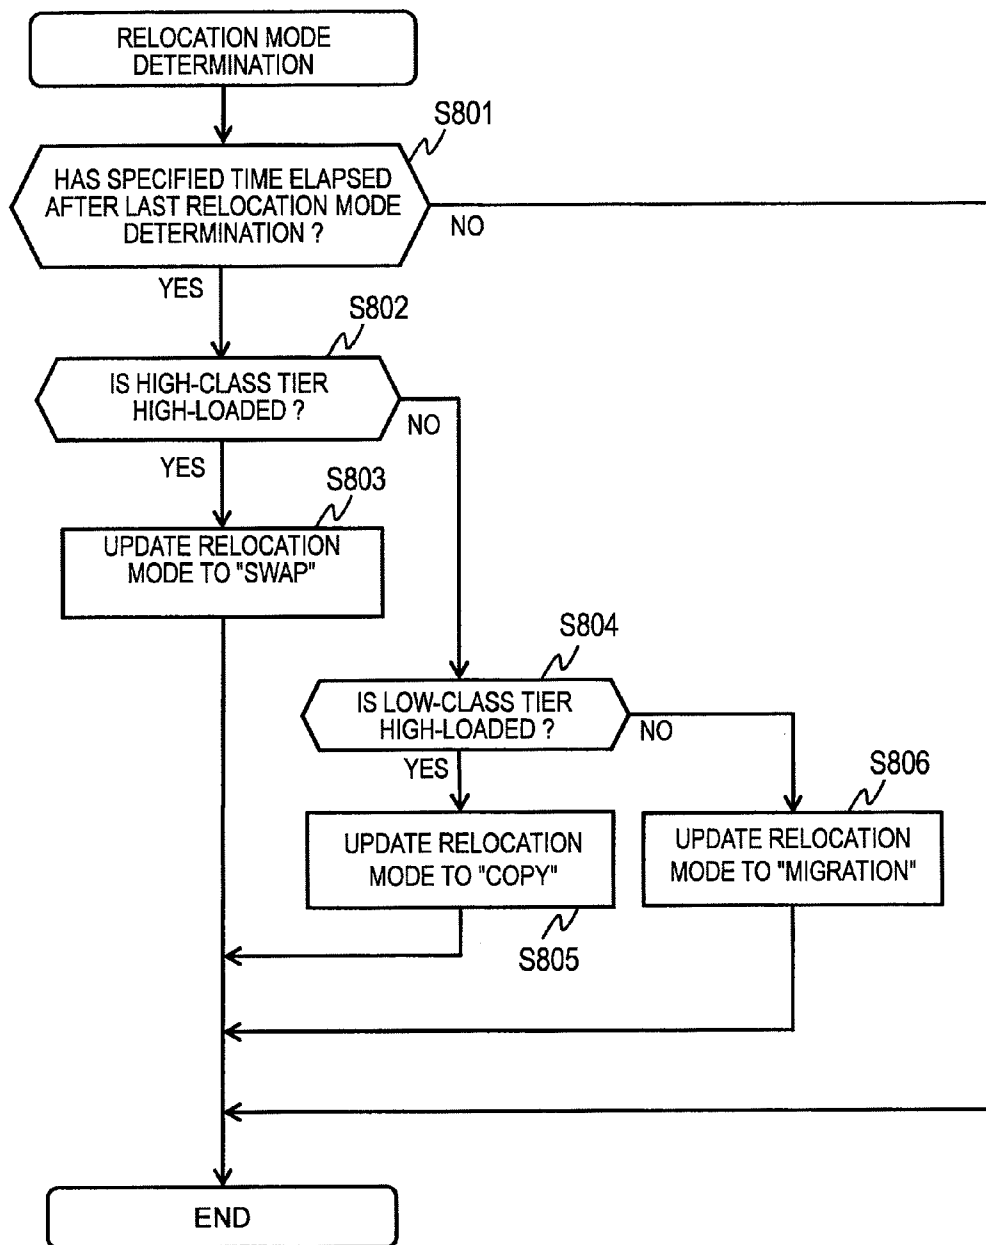 RELOCATION MODE
DETERMINATION
S801
HAS SPECIFIED TIME ELAPSED
AFTER LAST RELOCATION MODE
DETERMINATION ?
NO
YES
S802
IS HIGH-CLASS TIER
HIGH-LOADED ?
NO
YES
S803
UPDATE RELOCATION
MODE TO "SWAP"
S804
IS LOW-CLASS TIER
HIGH-LOADED ?
NO
YES
S806
UPDATE RELOCATION
MODE TO "COPY"
UPDATE RELOCATION
MODE TO "MIGRATION"
S805
END